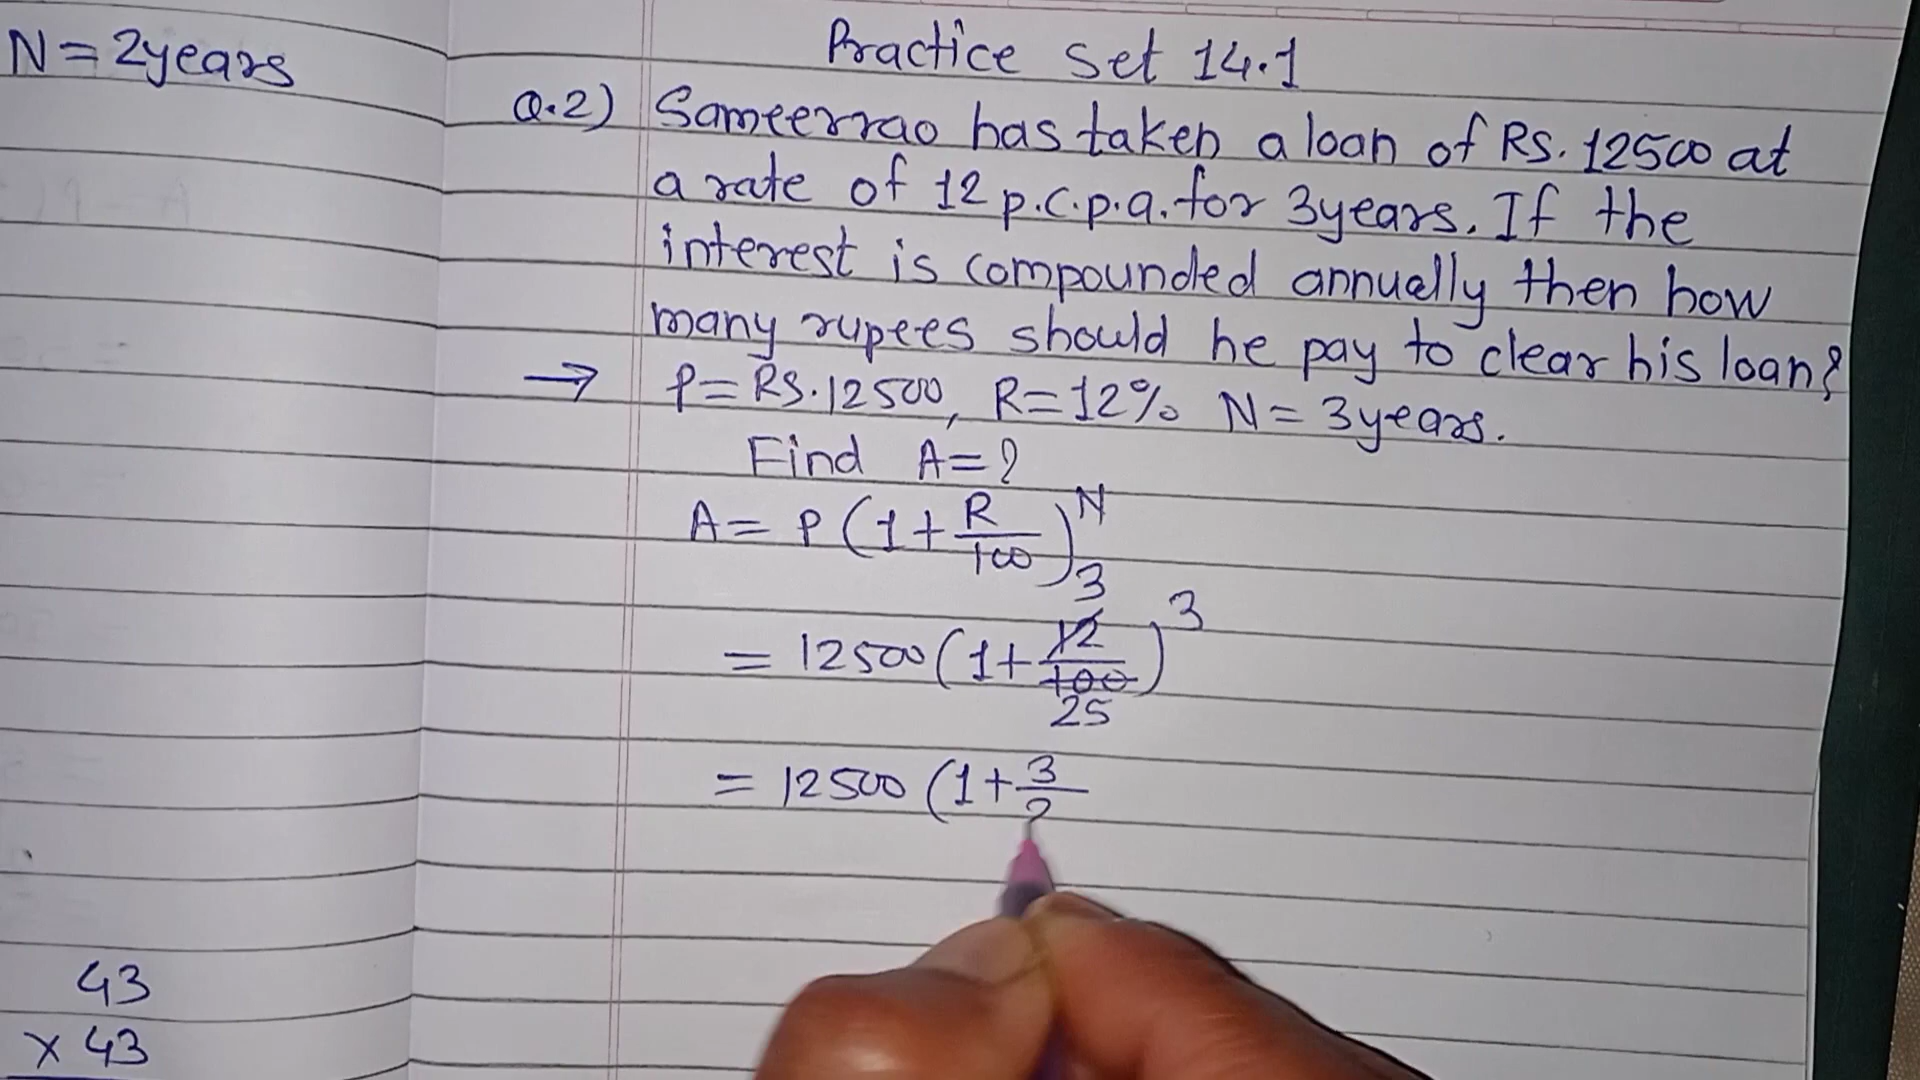 N = 2years
Practice Set 14.1
Q.2) Sameerrao has taken a loan of RS. 12500 at
a rate of 12 p.c.p.a. for 3years. If the
interest is compounded annually then how
many rupees should he pay to clear his loan?
→ P = RS. 12500, R = 12% N = 3years.
Find A = ?
A = P (1 + R/100)^N
3
= 12500 (1 + 12/100)^3
25
= 12500 (1 + 3/2
43
× 43